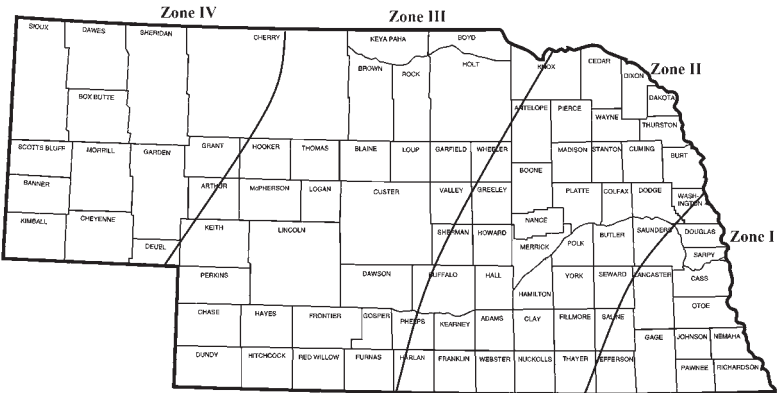 Zone IV Zone III
SIOUX DAWES SHERIDAN CHERRY KEYA PAHA BOYD
BROWN ROCK HOLT KNOX CEDAR DIXON Zone II
BOX BUTTE ANTELOPE PIERCE WAYNE DAKOTA
THURSTON
SCOTTS BLUFF MORRILL GARDEN GRANT HOOKER THOMAS BLAINE LOUP GARFIELD WHEELER BOONE MADISON STANTON CUMING BURT
BANNER ARTHUR McPHERSON LOGAN CUSTER VALLEY GREELEY PLATTE COLFAX DODGE WASH-
INGTON
KIMBALL CHEYENNE DEUEL KEITH LINCOLN SHERMAN HOWARD NANCE MERRICK POLK BUTLER SAUNDERS DOUGLAS Zone I
SARPY
PERKINS DAWSON BUFFALO HALL HAMILTON YORK SEWARD LANCASTER CASS
OTOE
CHASE HAYES FRONTIER GOSPER PHELPS KEARNEY ADAMS CLAY FILLMORE SALINE GAGE JOHNSON NEMAHA
DUNDY HITCHCOCK RED WILLOW FURNAS HARLAN FRANKLIN WEBSTER NUCKOLLS THAYER JEFFERSON PAWNEE RICHARDSON